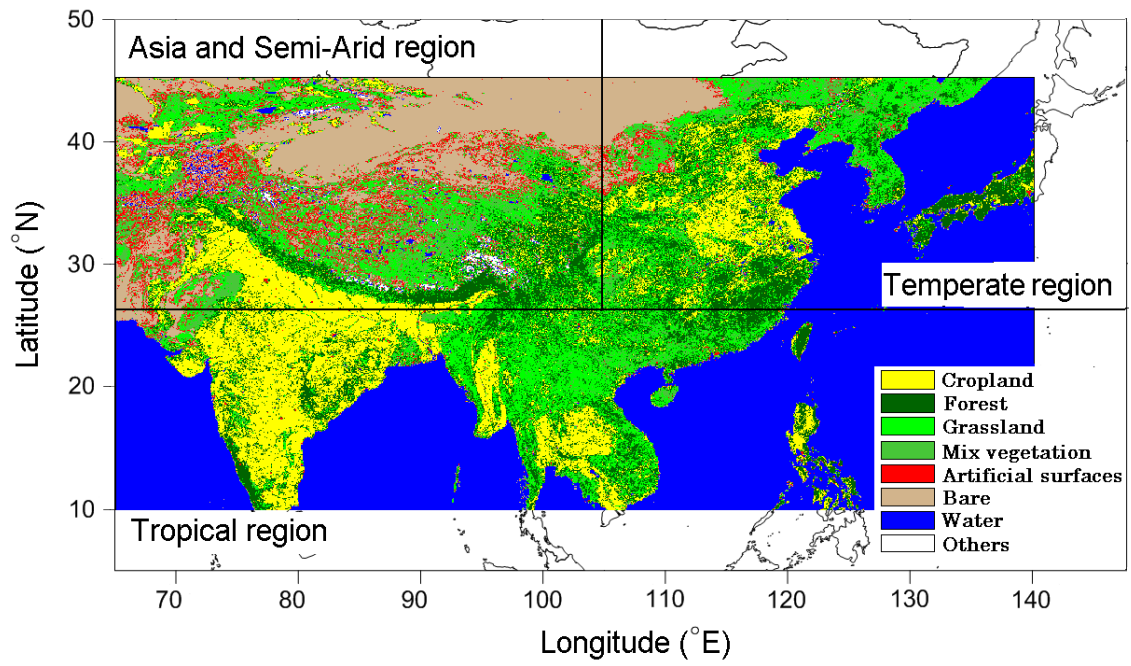 50
Asia and Semi-Arid region
40
30
Temperate region
20
10
Latitude (°N)
Cropland
Forest
Grassland
Mix vegetation
Artificial surfaces
Bare
Water
Others
Tropical region
70 80 90 100 110 120 130 140
Longitude (°E)